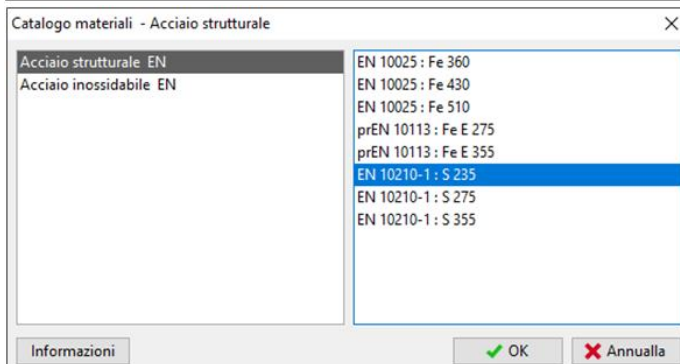 Catalogo materiali - Acciaio strutturale
Acciaio strutturale EN
Acciaio inossidabile EN
EN 10025 : Fe 360
EN 10025 : Fe 430
EN 10025 : Fe 510
prEN 10113 : Fe E 275
prEN 10113 : Fe E 355
EN 10210-1 : S 235
EN 10210-1 : S 275
EN 10210-1 : S 355
Informazioni
OK
Annualla